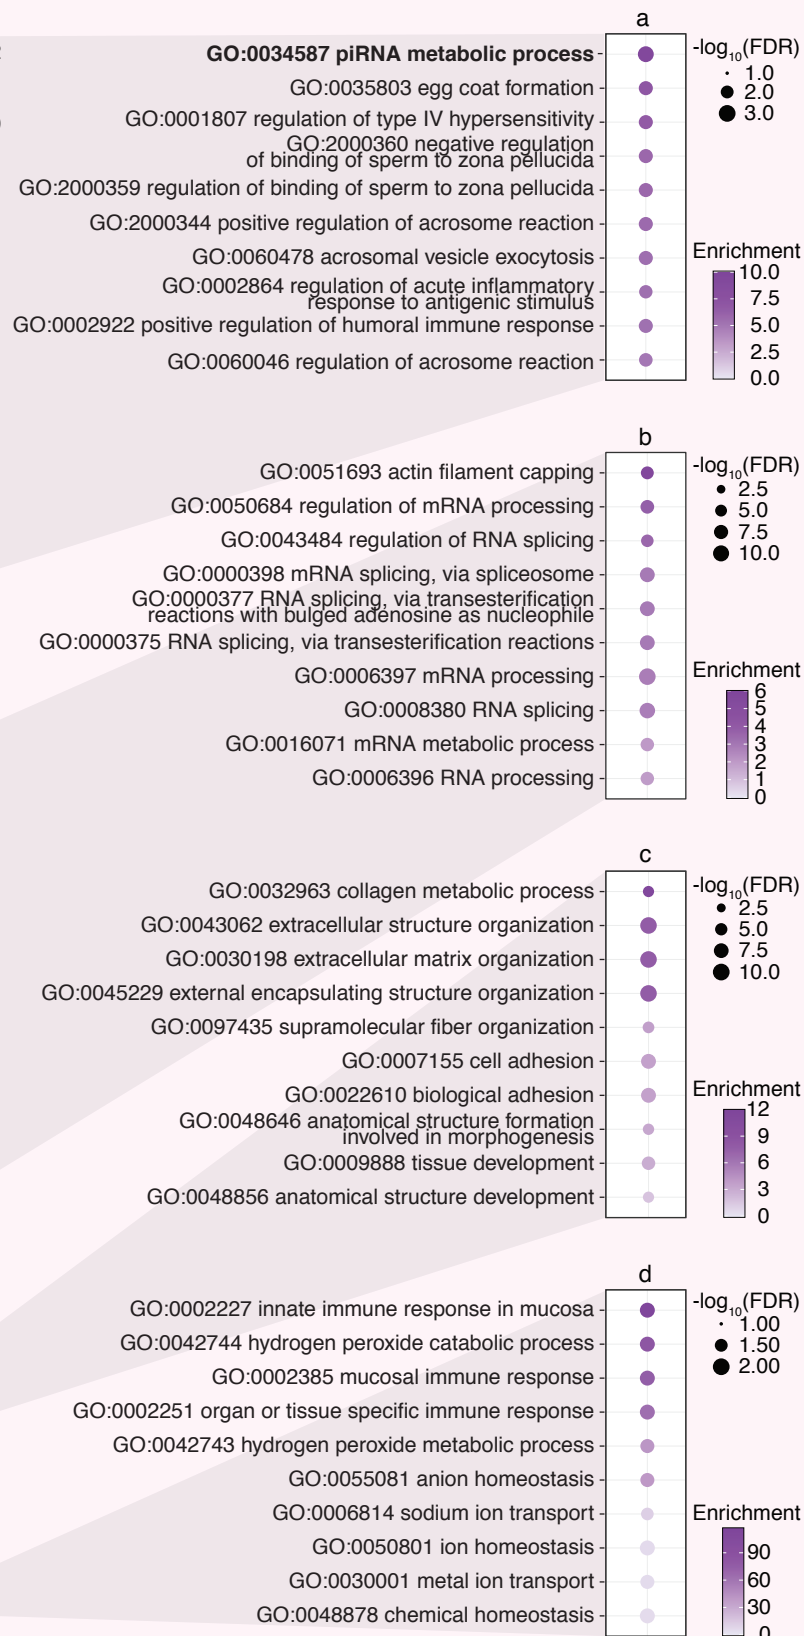 a
GO:0034587 piRNA metabolic process
GO:0035803 egg coat formation
GO:0001807 regulation of type IV hypersensitivity
GO:2000360 negative regulation
of binding of sperm to zona pellucida
GO:2000359 regulation of binding of sperm to zona pellucida
GO:2000344 positive regulation of acrosome reaction
GO:0060478 acrosomal vesicle exocytosis
GO:0002864 regulation of acute inflammatory
response to antigenic stimulus
GO:0002922 positive regulation of humoral immune response
GO:0060046 regulation of acrosome reaction
-log10(FDR)
1.0
2.0
3.0
Enrichment
10.0
7.5
5.0
2.5
0.0
b
GO:0051693 actin filament capping
GO:0050684 regulation of mRNA processing
GO:0043484 regulation of RNA splicing
GO:0000398 mRNA splicing, via spliceosome
GO:0000377 RNA splicing, via transesterification
reactions with bulged adenosine as nucleophile
GO:0000375 RNA splicing, via transesterification reactions
GO:0006397 mRNA processing
GO:0008380 RNA splicing
GO:0016071 mRNA metabolic process
GO:0006396 RNA processing
-log10(FDR)
2.5
5.0
7.5
10.0
Enrichment
6
5
4
3
2
1
0
c
GO:0032963 collagen metabolic process
GO:0043062 extracellular structure organization
GO:0030198 extracellular matrix organization
GO:0045229 external encapsulating structure organization
GO:0097435 supramolecular fiber organization
GO:0007155 cell adhesion
GO:0022610 biological adhesion
GO:0048646 anatomical structure formation
involved in morphogenesis
GO:0009888 tissue development
GO:0048856 anatomical structure development
-log10(FDR)
2.5
5.0
7.5
10.0
Enrichment
12
9
6
3
0
d
GO:0002227 innate immune response in mucosa
GO:0042744 hydrogen peroxide catabolic process
GO:0002385 mucosal immune response
GO:0002251 organ or tissue specific immune response
GO:0042743 hydrogen peroxide metabolic process
GO:0055081 anion homeostasis
GO:0006814 sodium ion transport
GO:0050801 ion homeostasis
GO:0030001 metal ion transport
GO:0048878 chemical homeostasis
-log10(FDR)
1.00
1.50
2.00
Enrichment
90
60
30
0